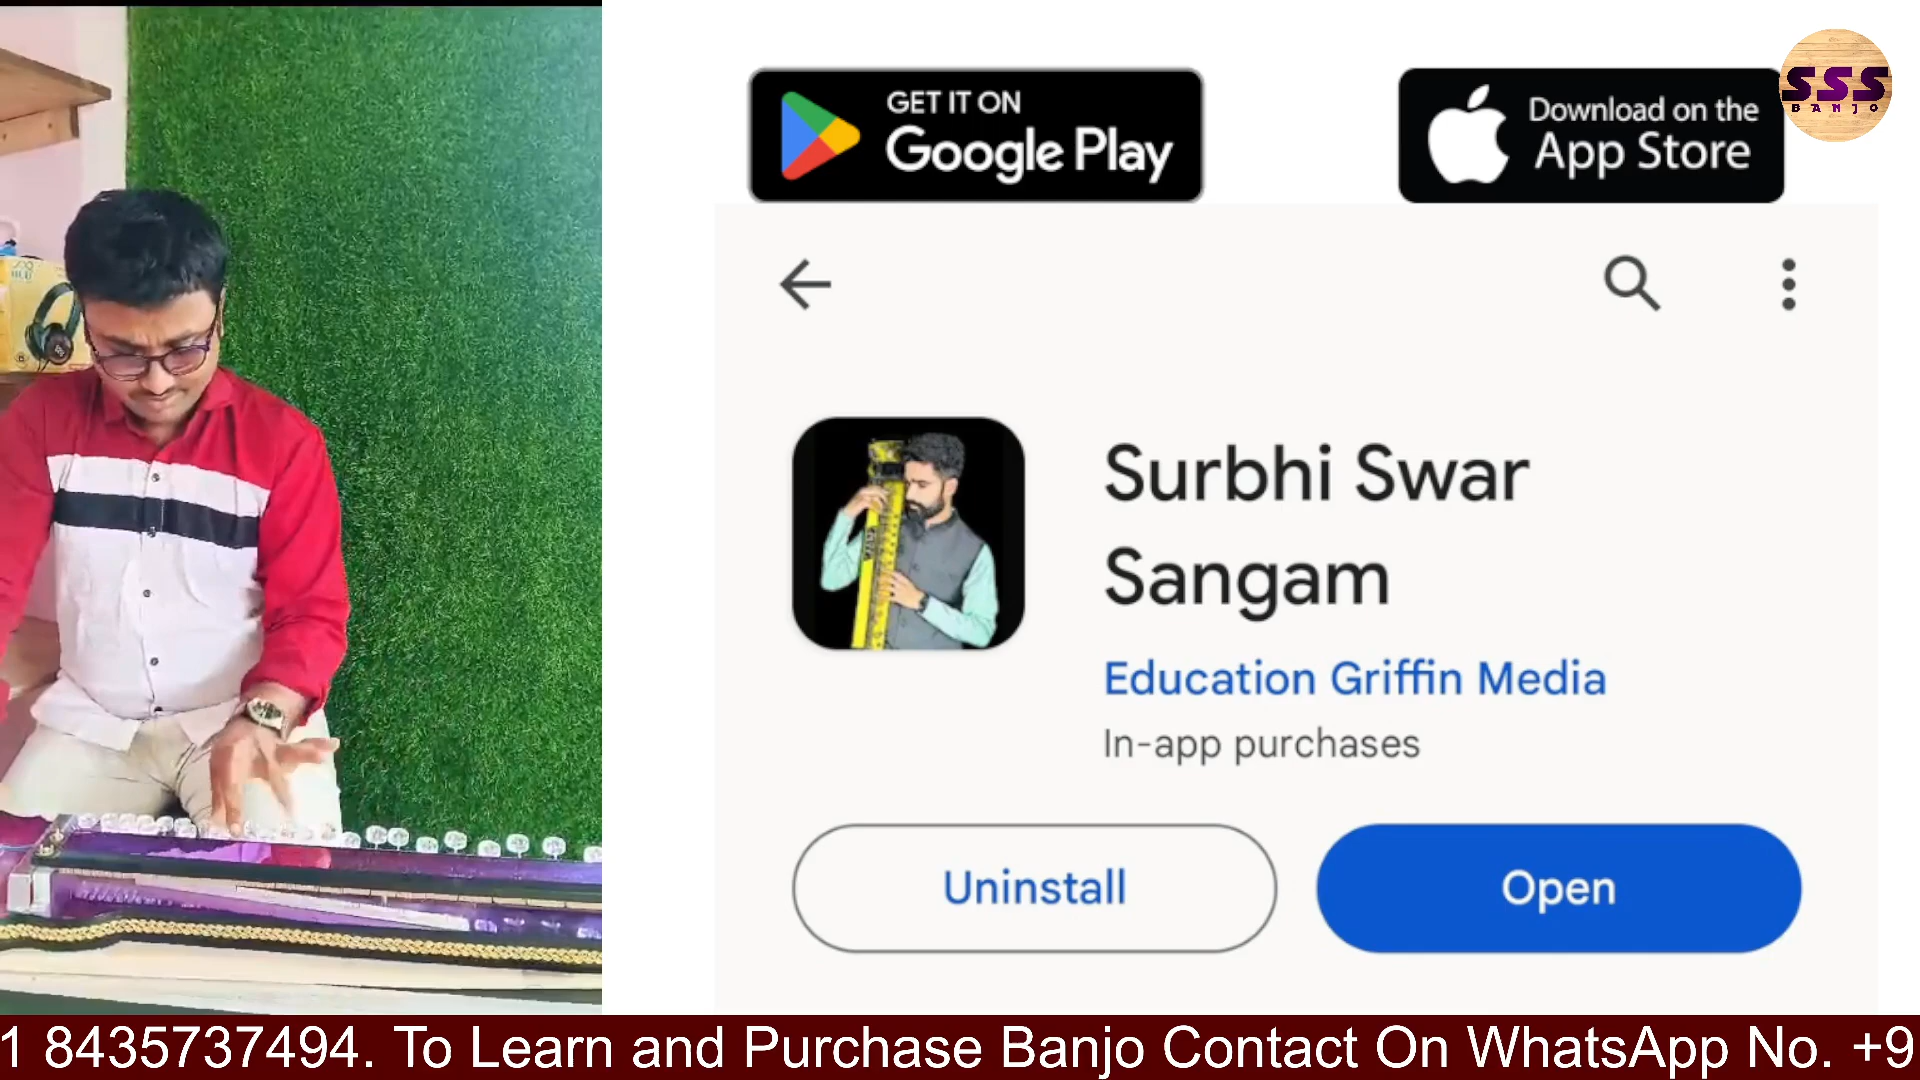 GET IT ON
Google Play
Download on the
App Store
SSS
BANJO
Surbhi Swar
Sangam
Education Griffin Media
In-app purchases
Uninstall
Open
1 8435737494. To Learn and Purchase Banjo Contact On WhatsApp No. +9